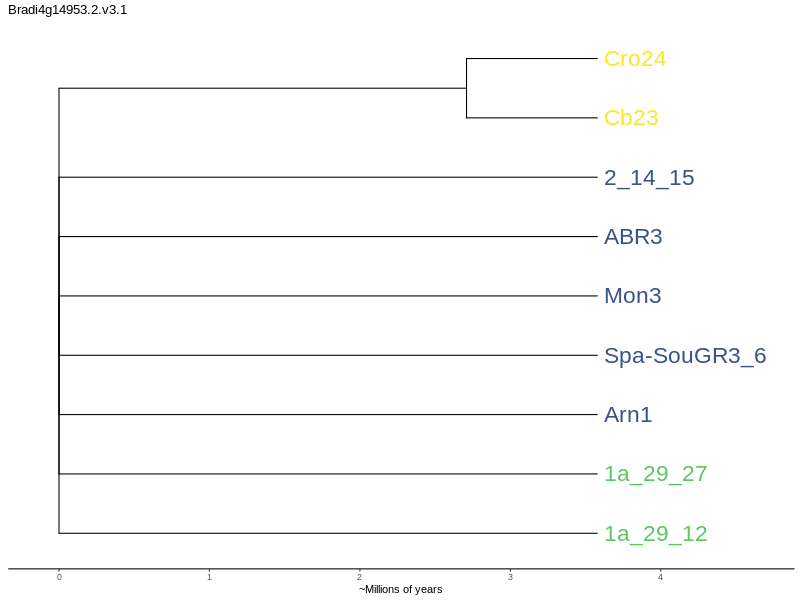 Bradi4g14953.2.v3.1
Cro24
Cb23
2_14_15
ABR3
Mon3
Spa-SouGR3_6
Arn1
1a_29_27
1a_29_12
0 1 2 3 4
~Millions of years